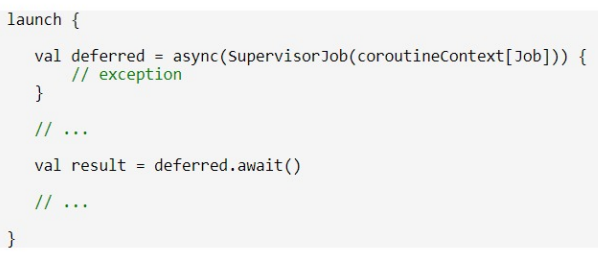 launch {
val deferred = async(SupervisorJob(coroutineContext[Job])) {
// exception
}
// ...
val result = deferred.await()
// ...
}